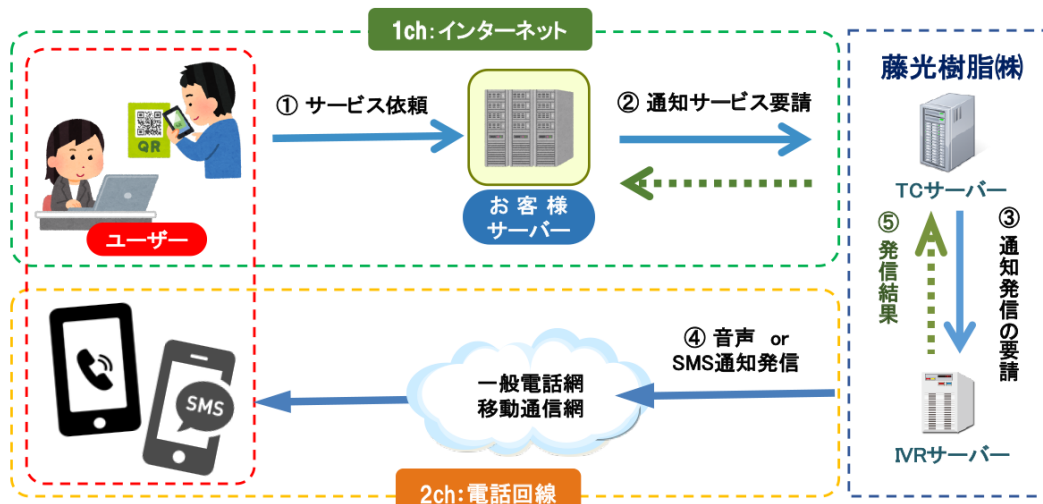 1ch：インターネット
藤光樹脂㈱
① サービス依頼
② 通知サービス要請
QR
TCサーバー
お 客 様
サーバー
ユーザー
⑤ 発信結果
③ 通知発信の要請
④ 音声 or
SMS通知発信
一般電話網
移動通信網
SMS
IVRサーバー
2ch：電話回線